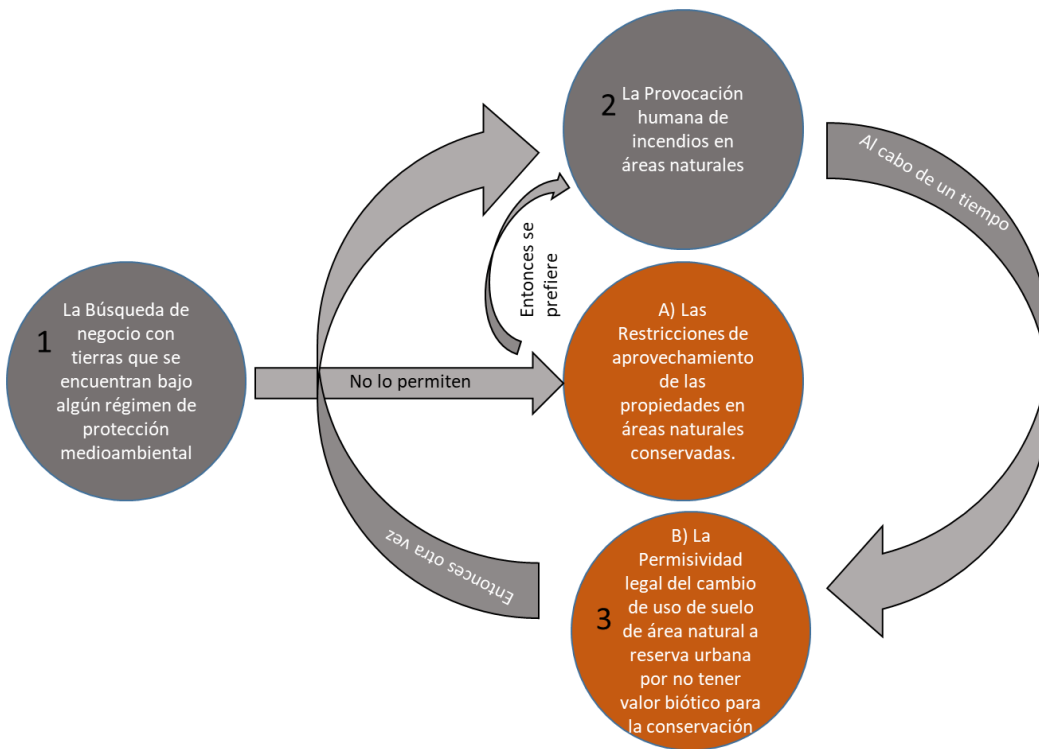 1
La Búsqueda de
negocio con
tierras que se
encuentran bajo
algún régimen de
protección
medioambiental
No lo permiten
2
La Provocación
humana de
incendios en
áreas naturales
Entonces se
prefiere
A) Las
Restricciones de
aprovechamiento
de las
propiedades en
áreas naturales
conservadas.
Al cabo de un tiempo
3
B) La
Permisividad
legal del cambio
de uso de suelo
de área natural a
reserva urbana
por no tener
valor biótico para
la conservación
Entonces otra vez